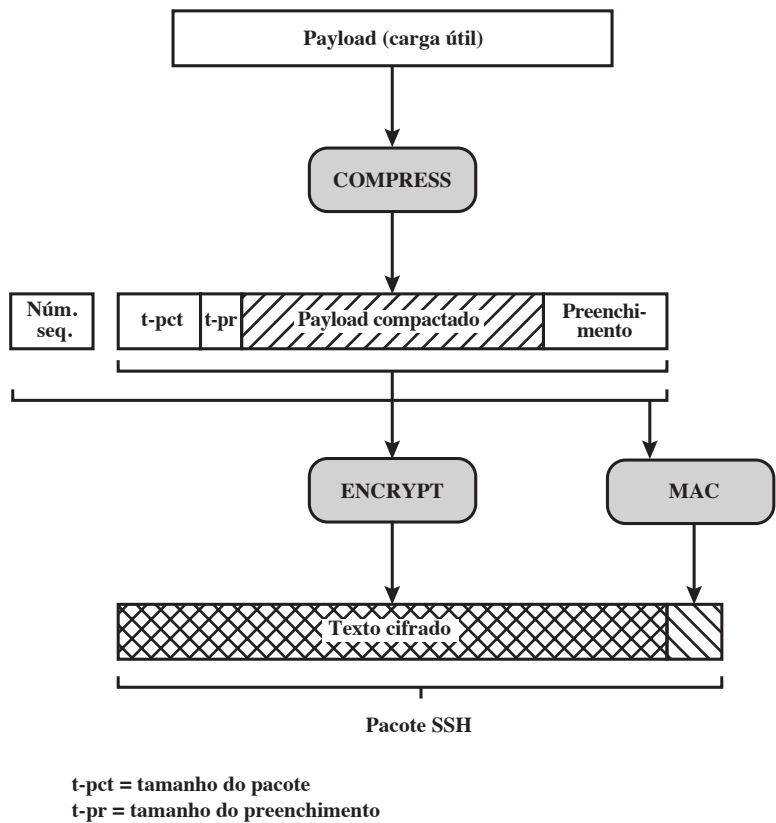 Payload (carga útil)
COMPRESS
Núm.
seq.
t-pct
t-pr
Payload compactado
Preenchi-
mento
ENCRYPT
MAC
Texto cifrado
Pacote SSH
t-pct = tamanho do pacote
t-pr = tamanho do preenchimento